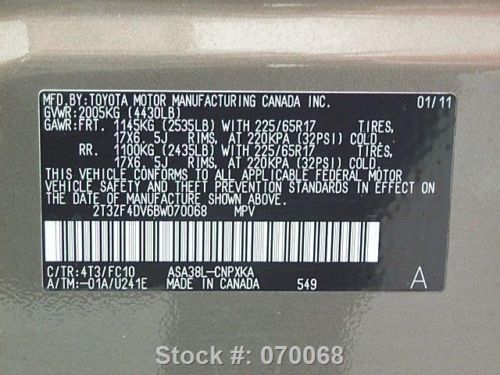 MFD.BY:TOYOTA MOTOR MANUFACTURING CANADA INC. 01/11
GVWR:2005KG (4430LB)
GAWR:FRT. 1145KG (2535LB) WITH 225/65R17 TIRES,
17X6.5J RIMS, AT 220KPA (32PSI) COLD
RR. 1100KG (2435LB) WITH 225/65R17 TIRES,
17X6.5J RIMS, AT 220KPA (32PSI) COLD.
THIS VEHICLE CONFORMS TO ALL APPLICABLE FEDERAL MOTOR
VEHICLE SAFETY AND THEFT PREVENTION STANDARDS IN EFFECT ON
THE DATE OF MANUFACTURE SHOWN ABOVE.
2T3ZF4DV6BW070068 MPV
C/TR:4T3/FC10 ASA38L-CNPXKA
A/TM:-01A/U241E MADE IN CANADA 549 A
Stock #: 070068